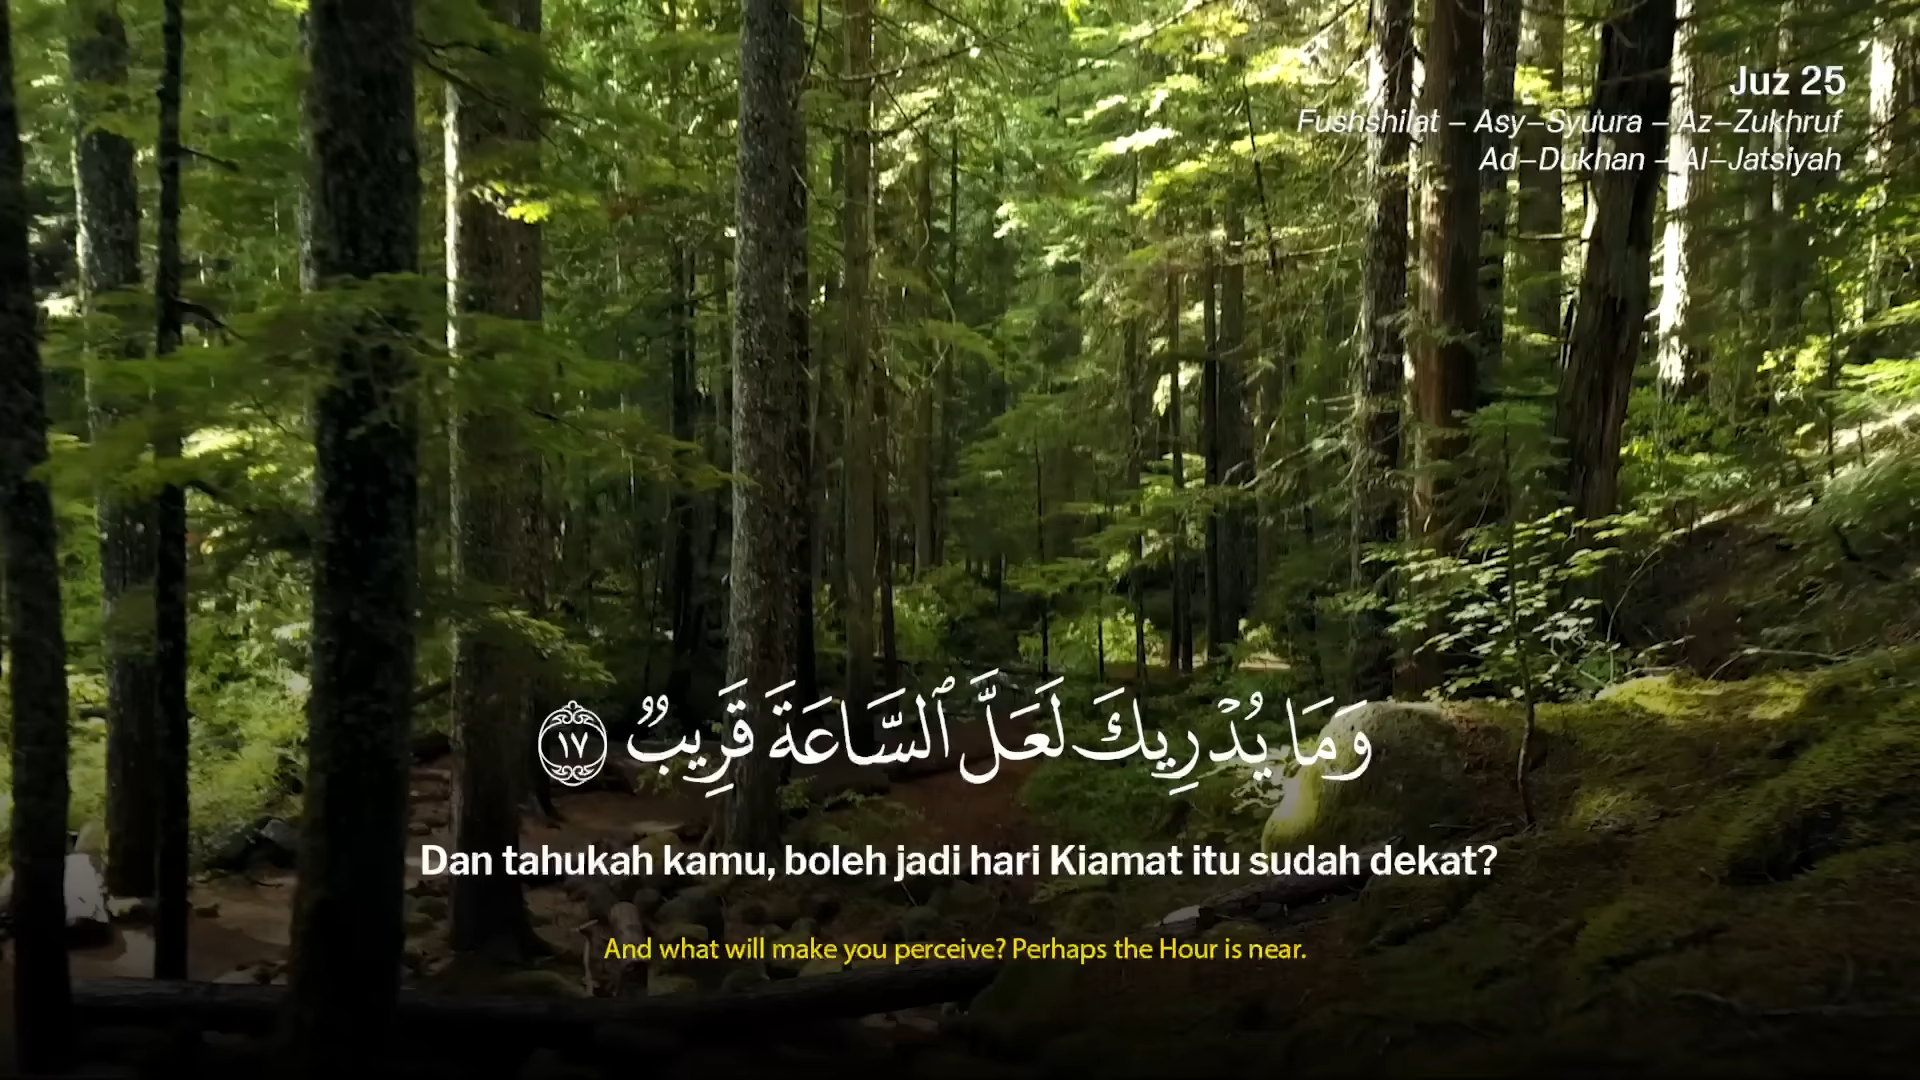 Juz 25
Fushshilat – Asy–Syuura – Az–Zukhruf
Ad–Dukhan – Al–Jatsiyah
وَمَا يُدۡرِيكَ لَعَلَّ ٱلسَّاعَةَ قَرِيبٞ ١٧
Dan tahukah kamu, boleh jadi hari Kiamat itu sudah dekat?
And what will make you perceive? Perhaps the Hour is near.